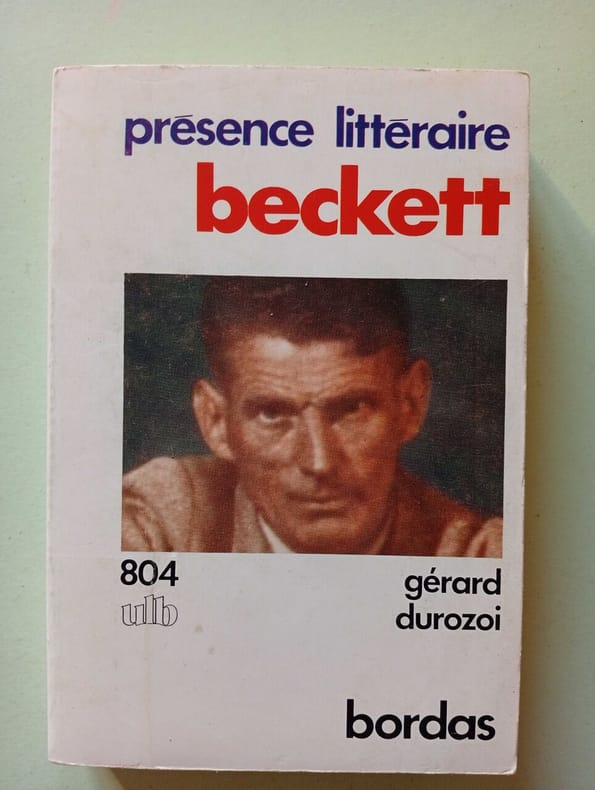 présence littéraire
beckett
804
ulb
gérard
durozoi
bordas